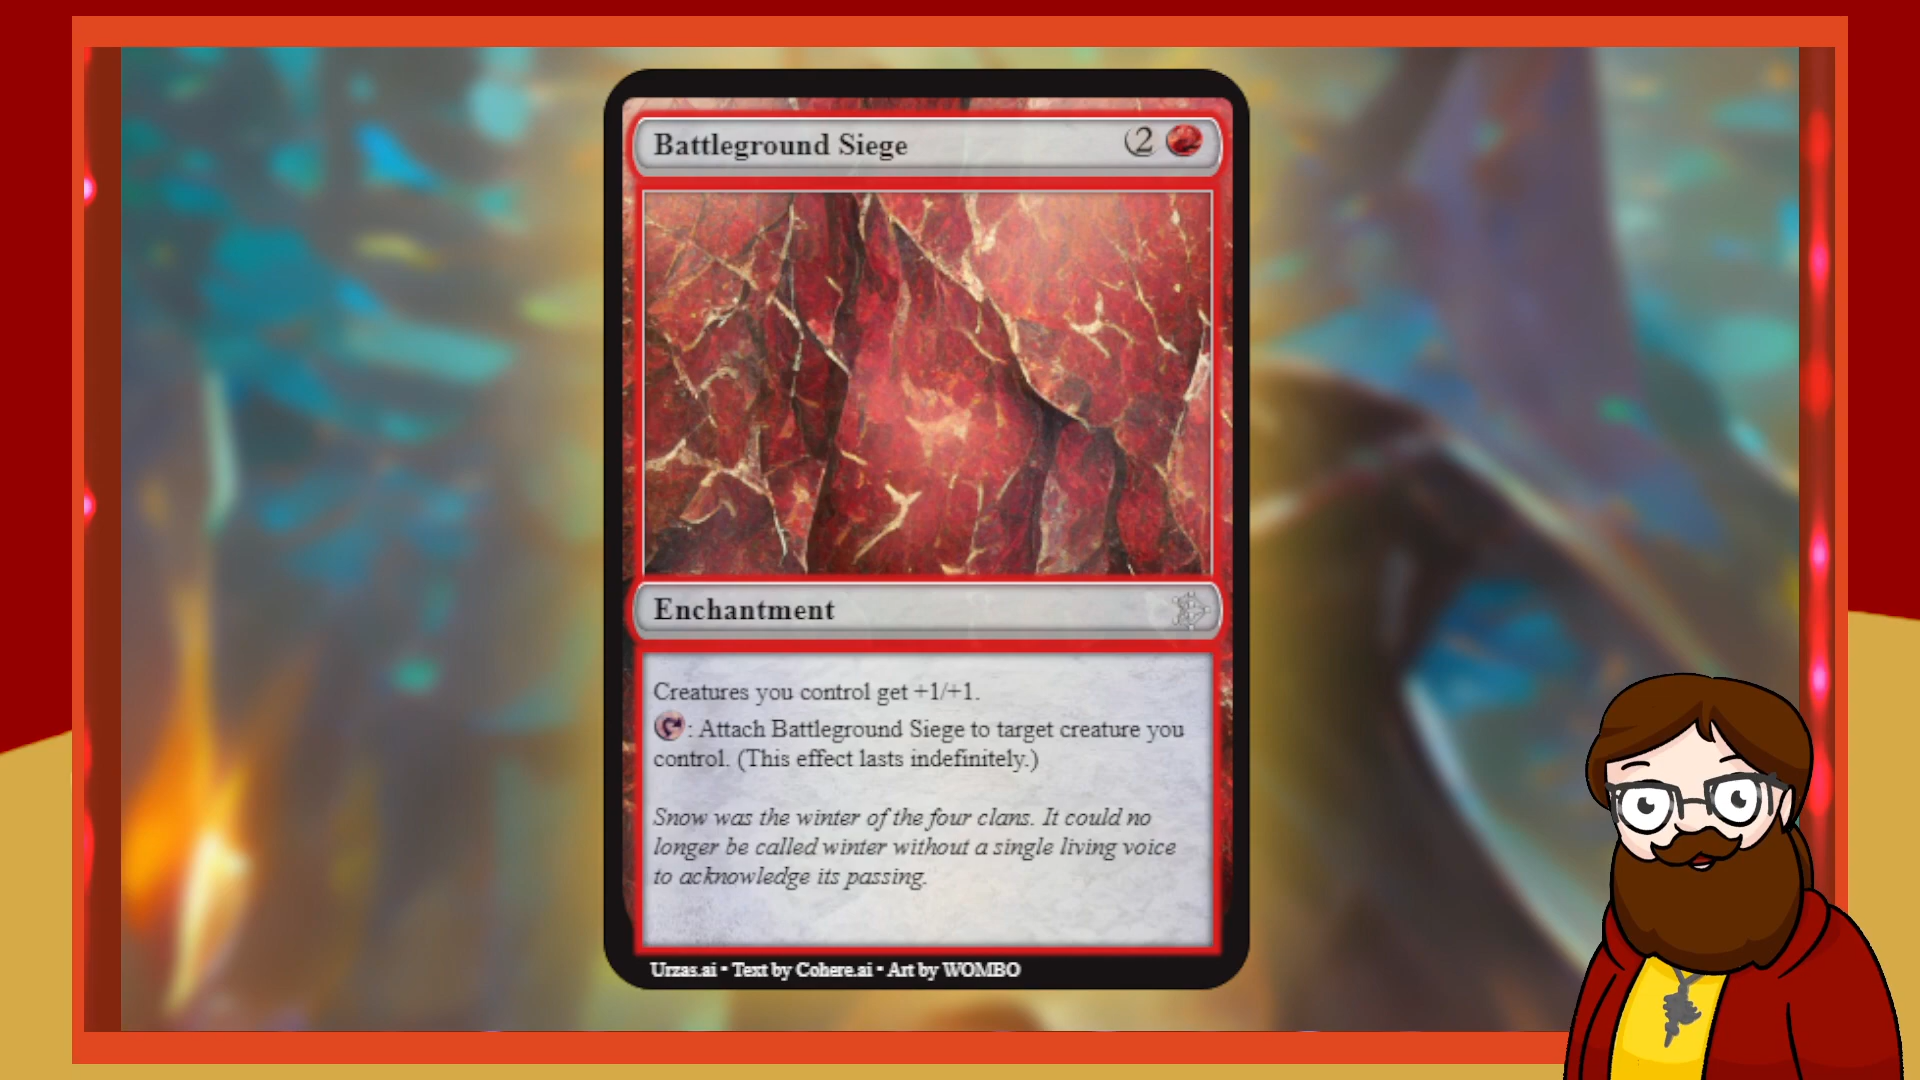 Battleground Siege 2
Enchantment
Creatures you control get +1/+1.
: Attach Battleground Siege to target creature you
control. (This effect lasts indefinitely.)
Snow was the winter of the four clans. It could no
longer be called winter without a single living voice
to acknowledge its passing.
Urzas.ai • Text by Cohere.ai • Art by WOMBO